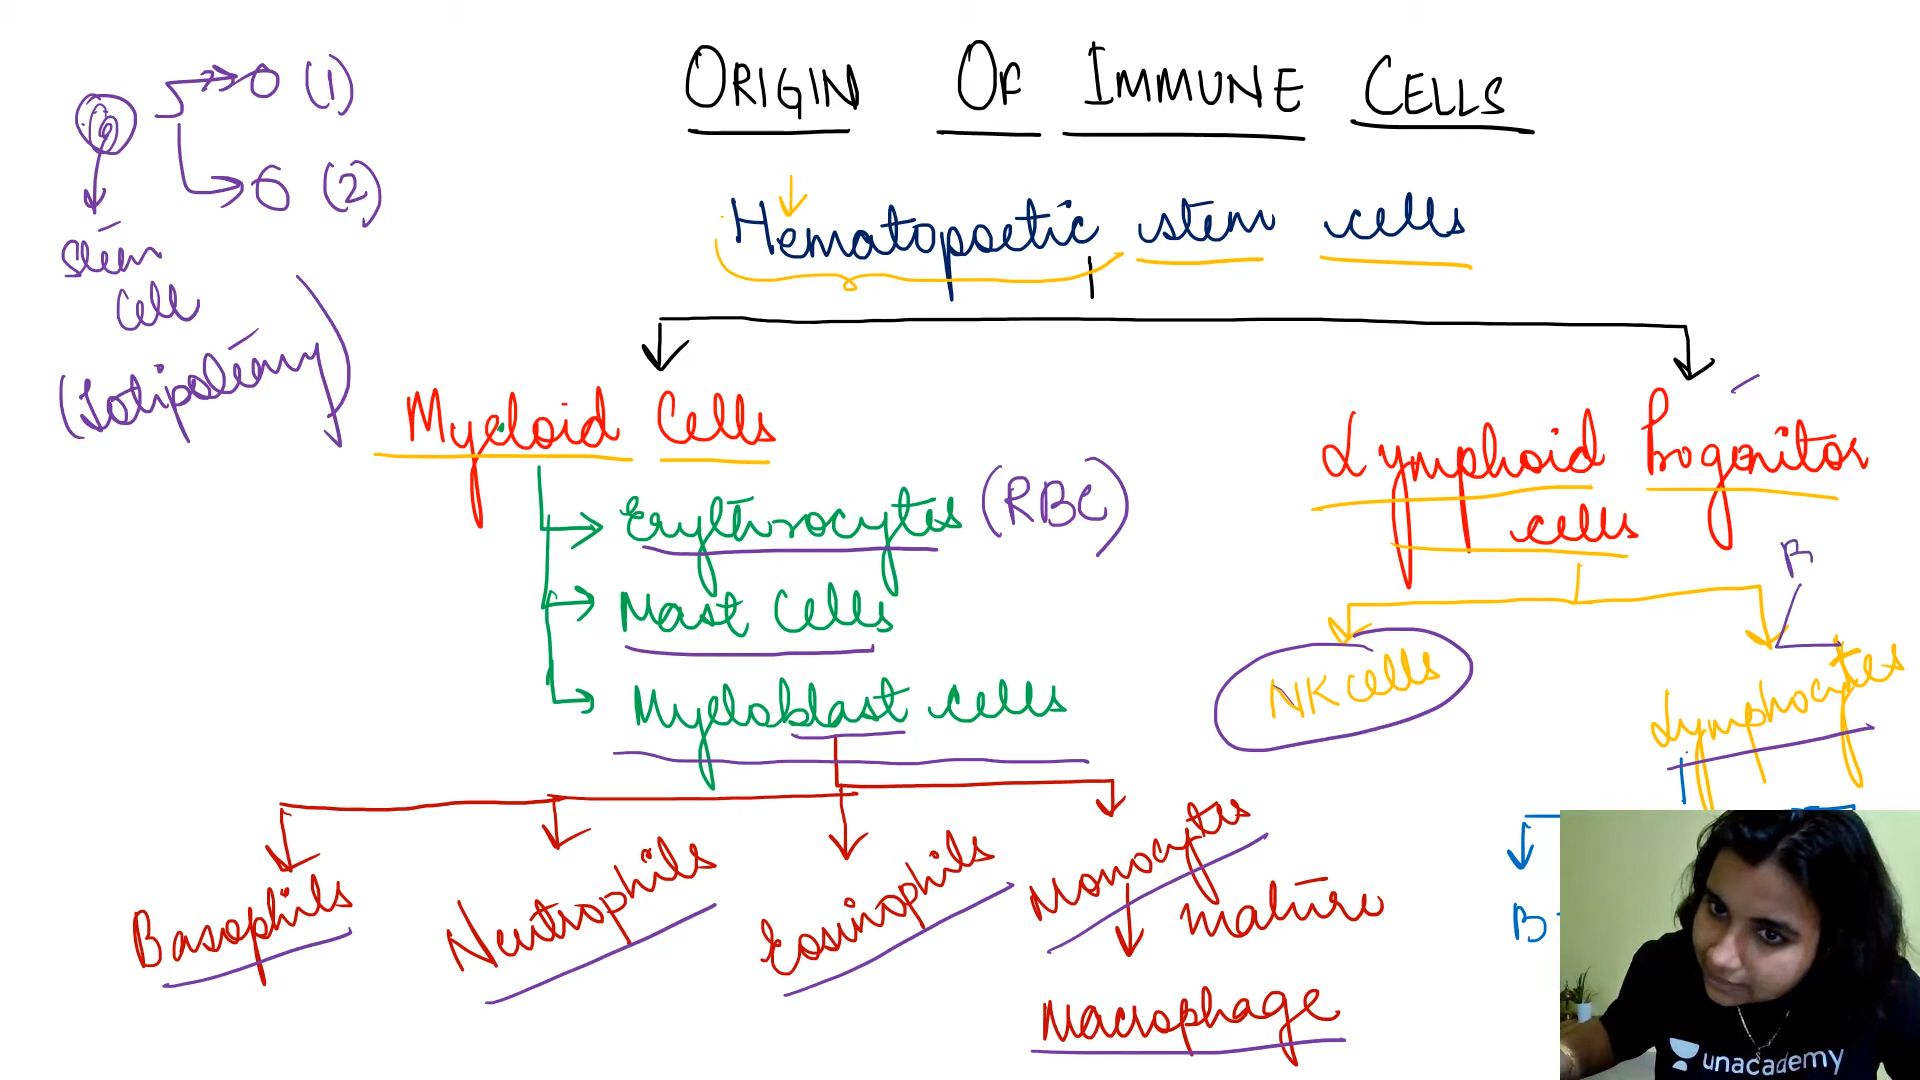 ORIGIN OF IMMUNE CELLS
(1)
(2)
stem
cell
(Totipotency)
Hematopoetic stem cells
Myeloid Cells
Erythrocytes (RBC)
Mast Cells
Myeloblast cells
Basophils
Neutrophils
Eosinophils
Monocytes
mature
Macrophage
Lymphoid Progenitor
cells
NK cells
B
Lymphocytes
B
unacademy